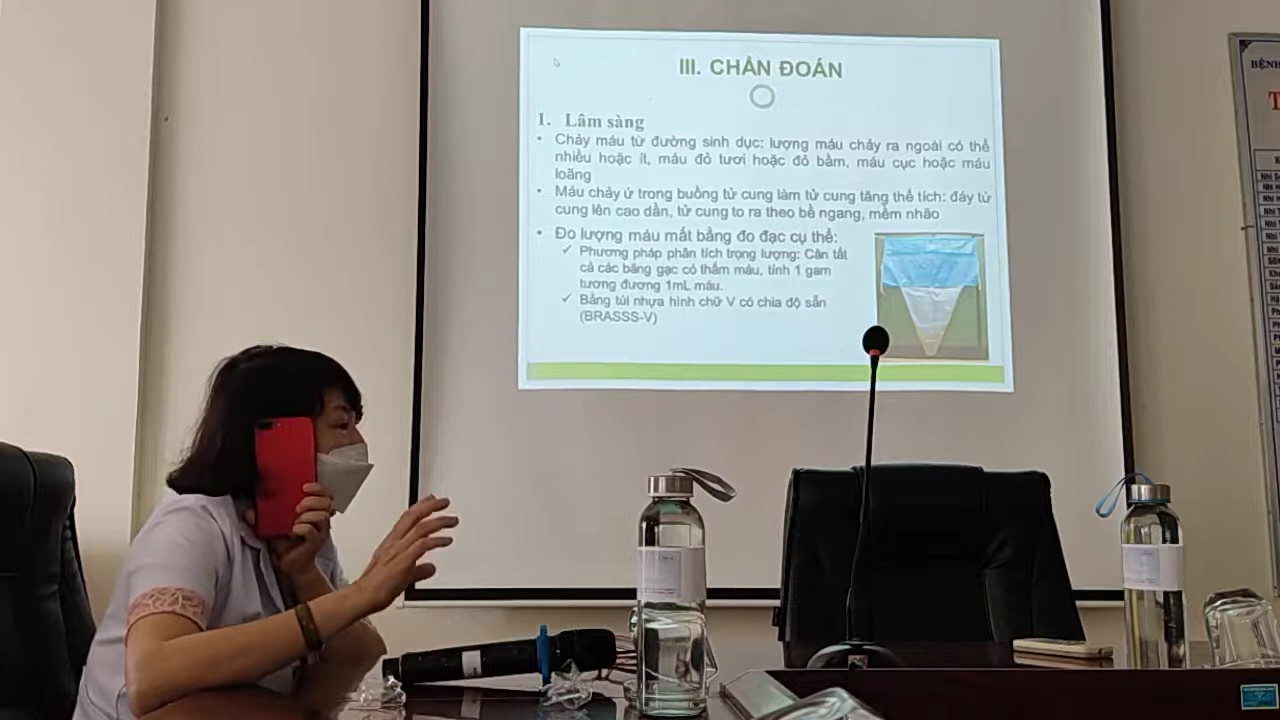 III. CHẨN ĐOÁN
1. Lâm sàng
• Chảy máu từ đường sinh dục: lượng máu chảy ra ngoài có thể
nhiều hoặc ít, máu đỏ tươi hoặc đỏ bầm, máu cục hoặc máu
loãng
• Máu chảy ứ trong buồng tử cung làm tử cung tăng thể tích: đáy tử
cung lên cao dần, tử cung to ra theo bề ngang, mềm nhão
• Đo lượng máu mất bằng đo đạc cụ thể:
✓ Phương pháp phân tích trọng lượng: Cân tất
cả các băng gạc có thấm máu, tính 1 gam
tương đương 1mL máu.
✓ Bằng túi nhựa hình chữ V có chia độ sẵn
(BRASSS-V)
BỆNH